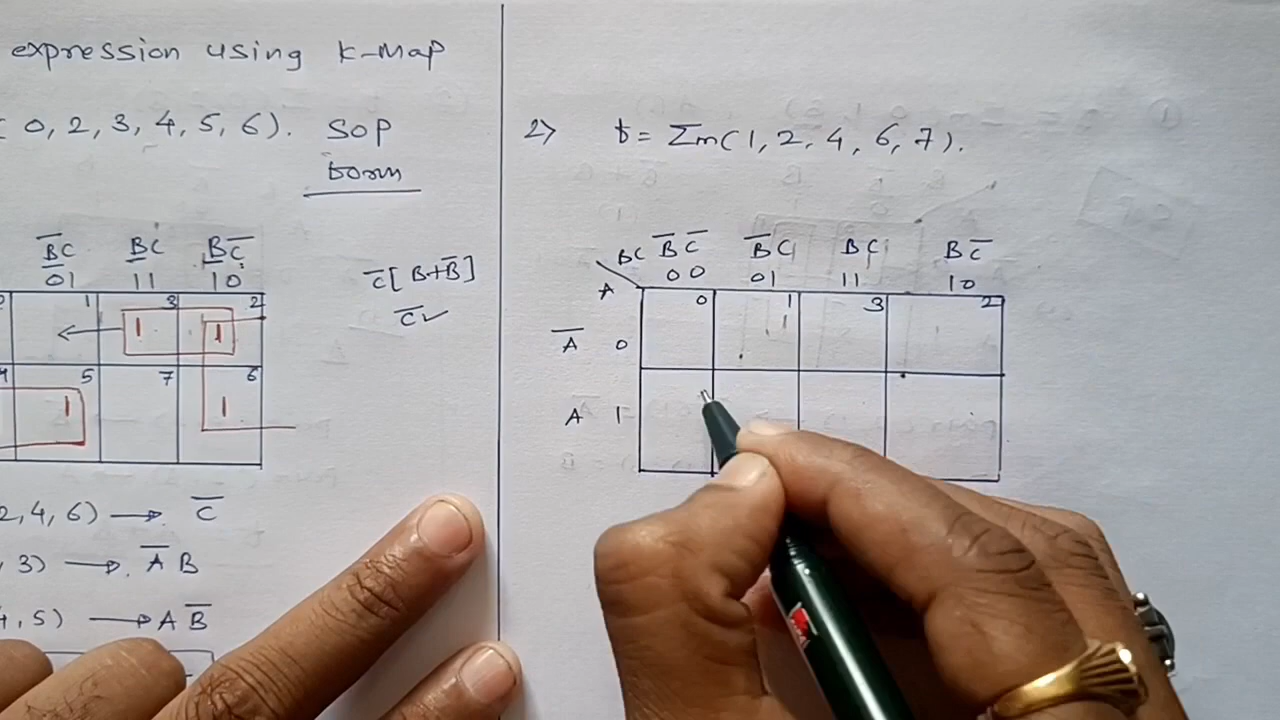 expression using K-Map
0, 2, 3, 4, 5, 6). SOP
form
B̅C BC BC̅
01 11 10
1 3 2
1 1
4 5 7 6
1 1
C̅[B+B̅]
C̅✓
2,4,6) → C̅
, 3) → A̅ B
4,5) → A B̅
2) f = Σm(1, 2, 4, 6, 7).
BC B̅ C̅ B̅ C BC BC̅
00 01 11 10
A 0 1 3 2
A̅ 0
A 1